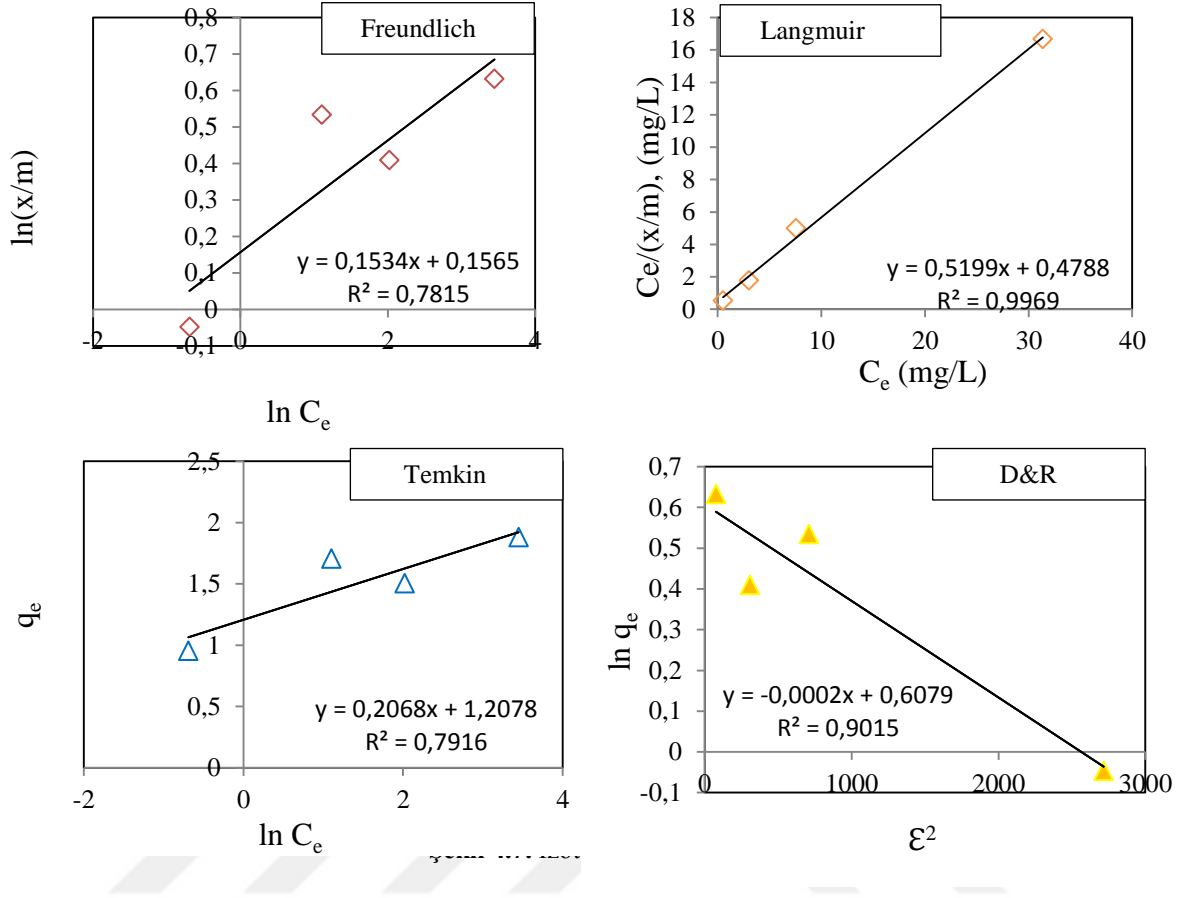 Freundlich
ln(x/m)
0,8
0,7
0,6
0,5
0,4
0,3
0,2
0,1
0
-0,1
-2
0
2
4
y = 0,1534x + 0,1565
R² = 0,7815
ln Cₑ
Langmuir
Ce/(x/m), (mg/L)
18
16
14
12
10
8
6
4
2
0
0
10
20
30
40
y = 0,5199x + 0,4788
R² = 0,9969
Cₑ (mg/L)
Temkin
qₑ
2,5
2
1,5
1
0,5
0
-2
0
2
4
y = 0,2068x + 1,2078
R² = 0,7916
ln Cₑ
D&R
ln qₑ
0,7
0,6
0,5
0,4
0,3
0,2
0,1
0
-0,1
0
1000
2000
3000
y = -0,0002x + 0,6079
R² = 0,9015
Ɛ²